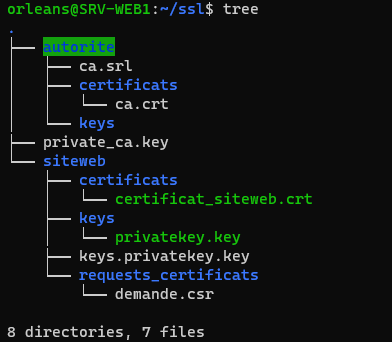 orleans@SRV-WEB1:~/ssl$ tree
.
├── autorite
│   ├── ca.srl
│   ├── certificats
│   │   └── ca.crt
│   └── keys
├── private_ca.key
└── siteweb
    ├── certificats
    │   └── certificat_siteweb.crt
    ├── keys
    │   └── privatekey.key
    ├── keys.privatekey.key
    └── requests_certificats
        └── demande.csr

8 directories, 7 files